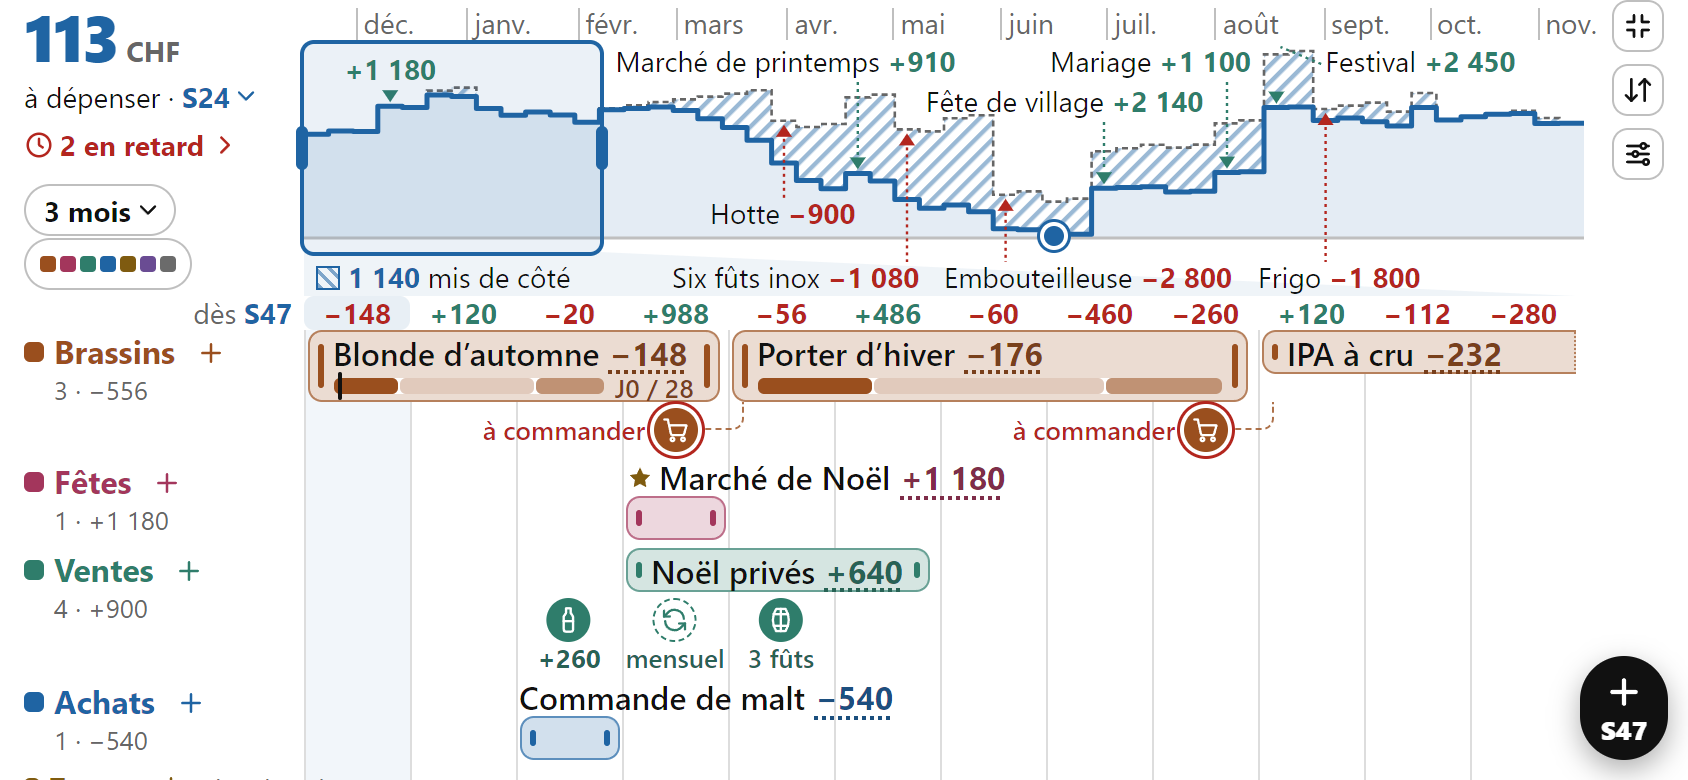 113 CHF
à dépenser · S24
2 en retard
3 mois
déc. janv. févr. mars avr. mai juin juil. août sept. oct. nov.
+1 180
Marché de printemps +910
Mariage +1 100
Festival +2 450
Fête de village +2 140
Hotte −900
1 140 mis de côté
Six fûts inox −1 080
Embouteilleuse −2 800
Frigo −1 800
dès S47
−148 +120 −20 +988 −56 +486 −60 −460 −260 +120 −112 −280
Brassins +
3 · −556
Blonde d’automne −148
J0 / 28
Porter d’hiver −176
IPA à cru −232
à commander
à commander
Fêtes +
1 · +1 180
Marché de Noël +1 180
Ventes +
4 · +900
Noël privés +640
+260
mensuel
3 fûts
Achats +
1 · −540
Commande de malt −540
+
S47